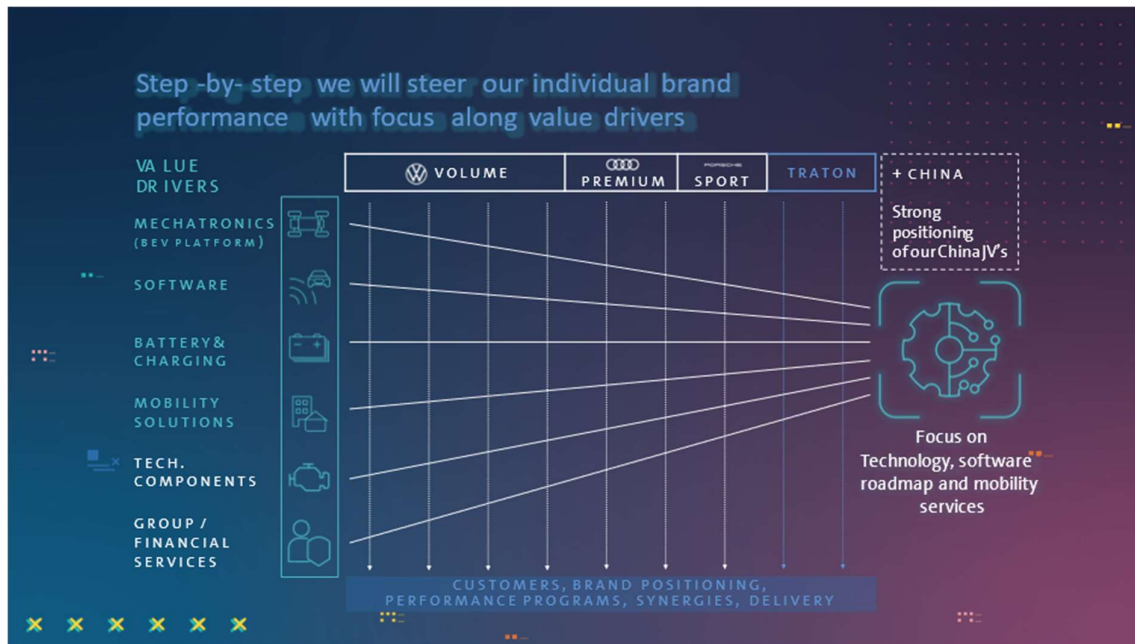 Step -by- step we will steer our individual brand
performance with focus along value drivers
VA LUE
DRIVERS
VOLUME
PREMIUM
PORSCHE
SPORT
TRATON
+ CHINA
Strong
positioning
of our China JV's
MECHATRONICS
(BEV PLATFORM)
SOFTWARE
BATTERY&
CHARGING
MOBILITY
SOLUTIONS
TECH.
COMPONENTS
GROUP /
FINANCIAL
SERVICES
Focus on
Technology, software
roadmap and mobility
services
CUSTOMERS, BRAND POSITIONING,
PERFORMANCE PROGRAMS, SYNERGIES, DELIVERY